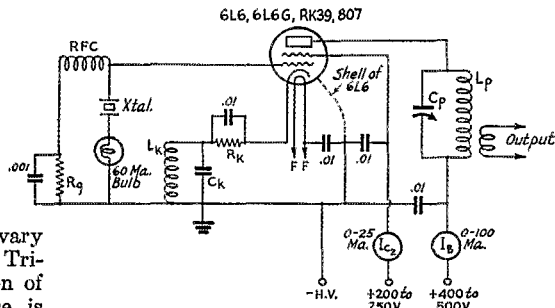 6L6, 6L6G, RK39, 807
RFC
Shell of
6L6
Xtal.
Lp
Cp
.01
Lk
Rk
60 Ma.
Bulb
.001
Rg
Ck
F F
.01
.01
Output
.01
0-25
Ma.
Ic2
0-100
Ma.
IB
-H.V.
+200 to
250V.
+400 to
500V.
vary
Tri-
on of
is